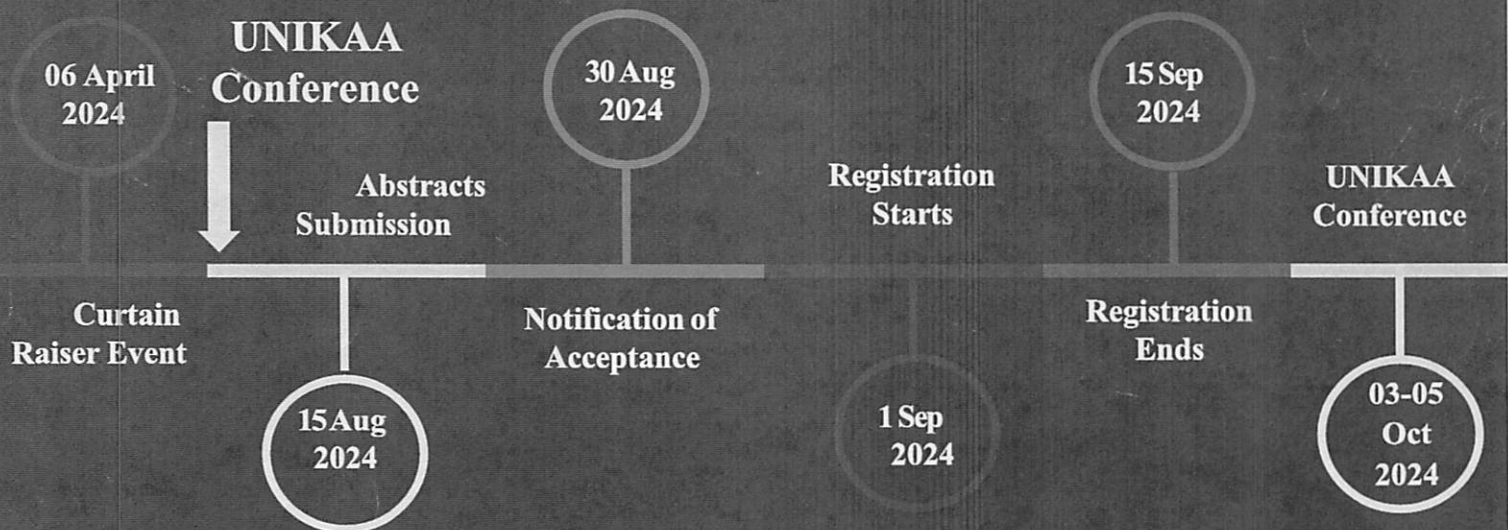 06 April
2024
Curtain
Raiser Event
UNIKAA
Conference
Abstracts
Submission
15 Aug
2024
30 Aug
2024
Notification of
Acceptance
Registration
Starts
1 Sep
2024
15 Sep
2024
Registration
Ends
UNIKAA
Conference
03-05
Oct
2024